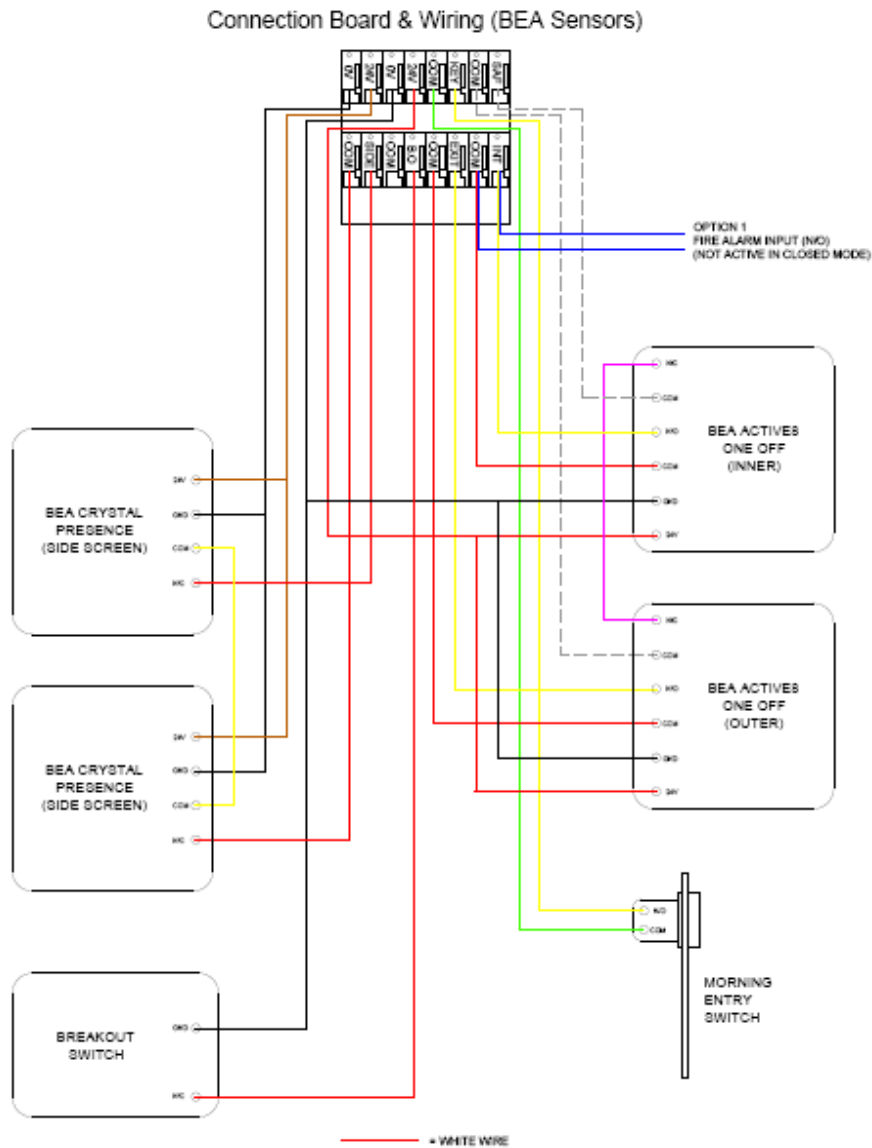 Connection Board & Wiring (BEA Sensors)
0V 24V 0V 24V COM KEY COM SAF
COM SIDE COM B/O COM EXIT COM INT
OPTION 1
FIRE ALARM INPUT (N/O)
(NOT ACTIVE IN CLOSED MODE)
N/C
COM
N/O
COM
GND
24V
BEA ACTIVE8
ONE OFF
(INNER)
BEA CRYSTAL
PRESENCE
(SIDE SCREEN)
24V
GND
COM
N/C
N/C
COM
N/O
COM
GND
24V
BEA ACTIVE8
ONE OFF
(OUTER)
BEA CRYSTAL
PRESENCE
(SIDE SCREEN)
24V
GND
COM
N/C
N/O
COM
MORNING
ENTRY
SWITCH
BREAKOUT
SWITCH
GND
N/C
= WHITE WIRE